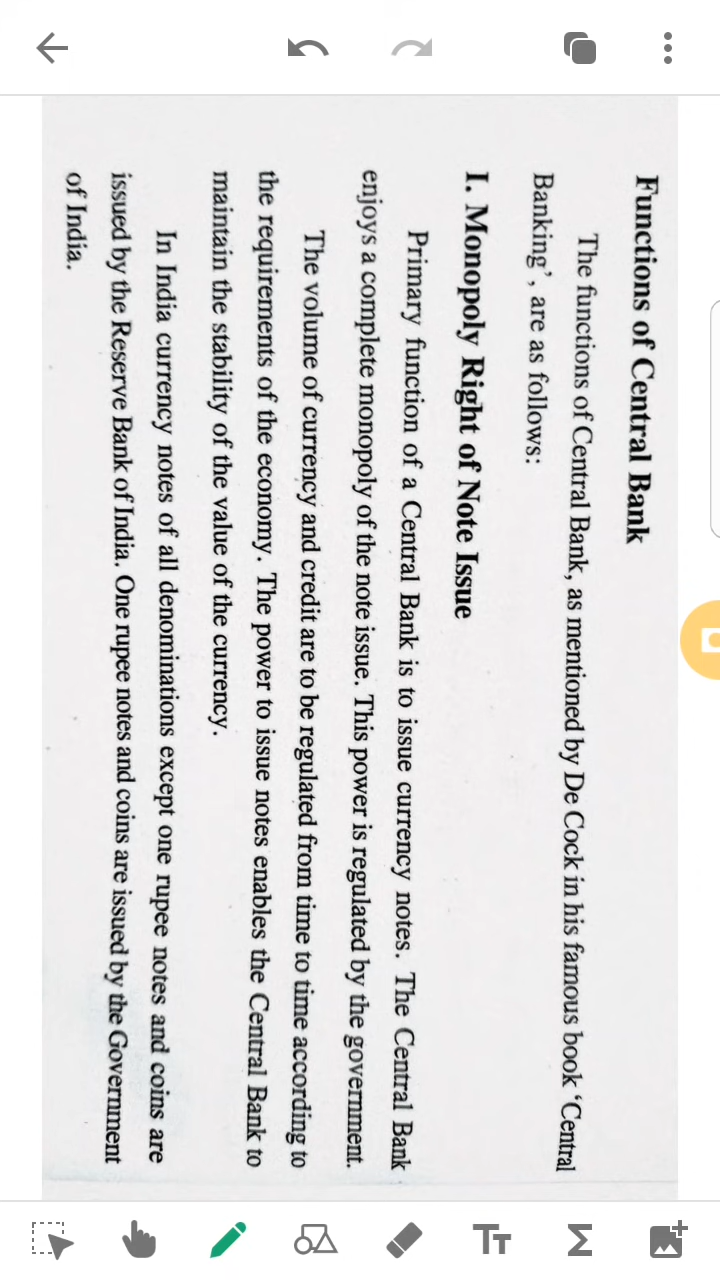 Functions of Central Bank
The functions of Central Bank, as mentioned by De Cock in his famous book ‘Central
Banking’, are as follows:
I. Monopoly Right of Note Issue
Primary function of a Central Bank is to issue currency notes. The Central Bank
enjoys a complete monopoly of the note issue. This power is regulated by the government.
The volume of currency and credit are to be regulated from time to time according to
the requirements of the economy. The power to issue notes enables the Central Bank to
maintain the stability of the value of the currency.
In India currency notes of all denominations except one rupee notes and coins are
issued by the Reserve Bank of India. One rupee notes and coins are issued by the Government
of India.